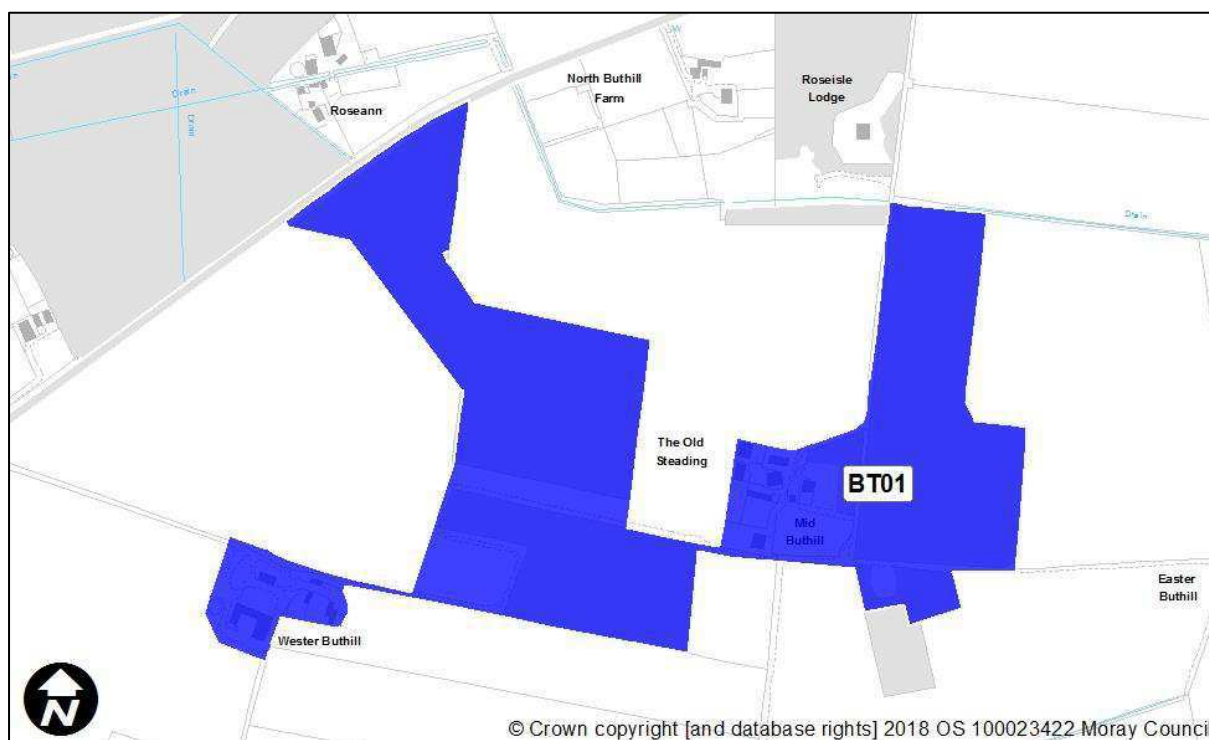 Drain
Drain
Roseann
North Buthill
Farm
Roseisle
Lodge
Drain
The Old
Steading
BT01
Mid
Buthill
Wester Buthill
Easter
Buthill
N
© Crown copyright [and database rights] 2018 OS 100023422 Moray Council